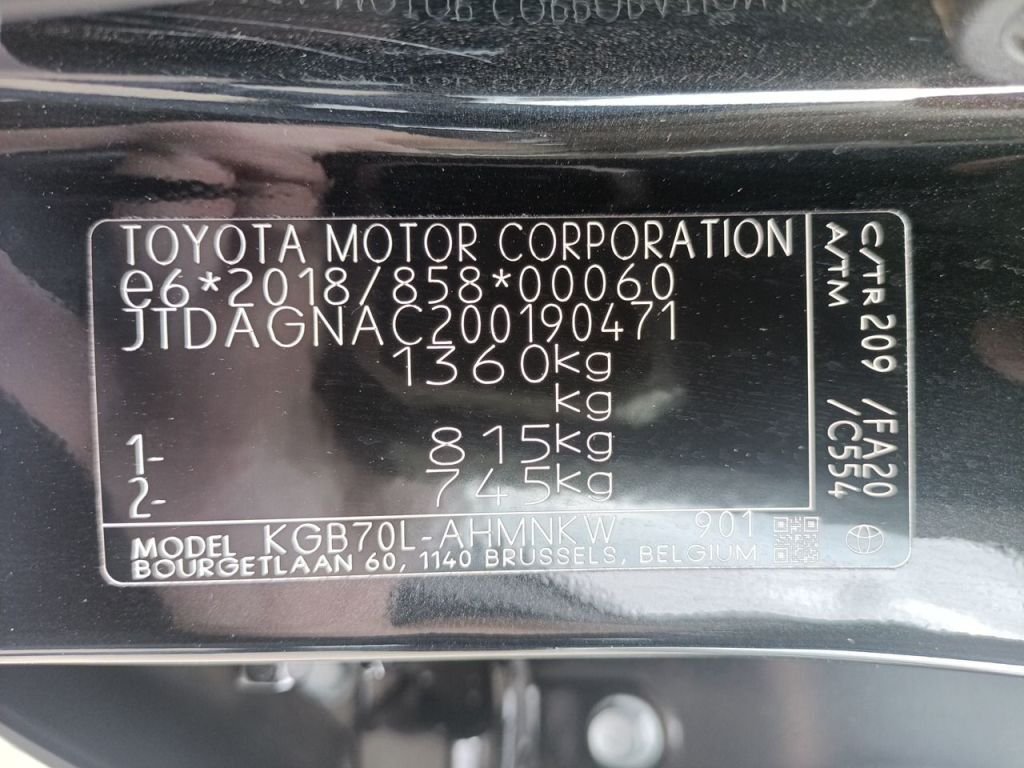 TOYOTA MOTOR CORPORATION
e6*2018/858*00060
JTDAGNAC200190471
1360kg
kg
1- 815kg
2- 745kg
MODEL KGB70L-AHMNKW 901
BOURGETLAAN 60, 1140 BRUSSELS, BELGIUM
C/TR 209 /FA20
A/TM /C554